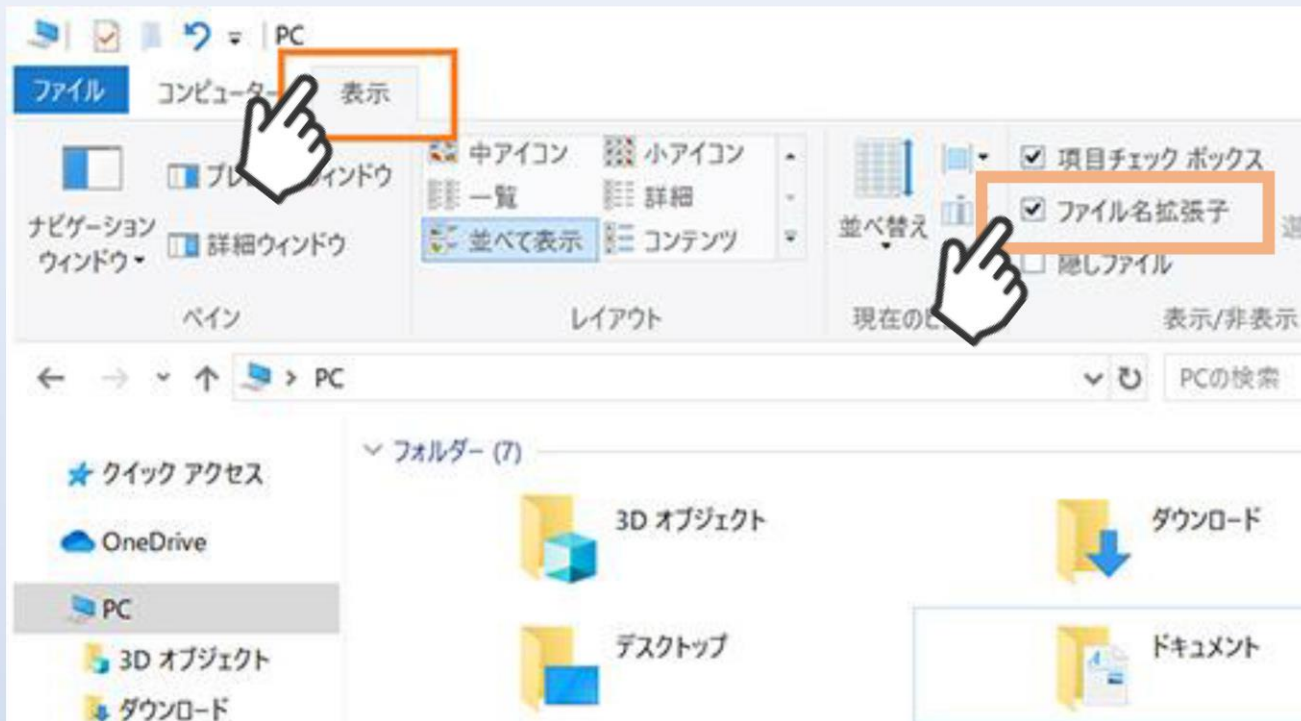 PC
ファイル コンピューター 表示
中アイコン 小アイコン 項目チェック ボックス
一覧 詳細 ファイル名拡張子
ナビゲーション
ウィンドウ 詳細ウィンドウ 並べて表示 コンテンツ 並べ替え
隠しファイル
ペイン レイアウト 現在の 表示/非表示
PC PCの検索
クイック アクセス
フォルダー (7)
OneDrive
3D オブジェクト ダウンロード
PC
デスクトップ ドキュメント
3D オブジェクト
ダウンロード